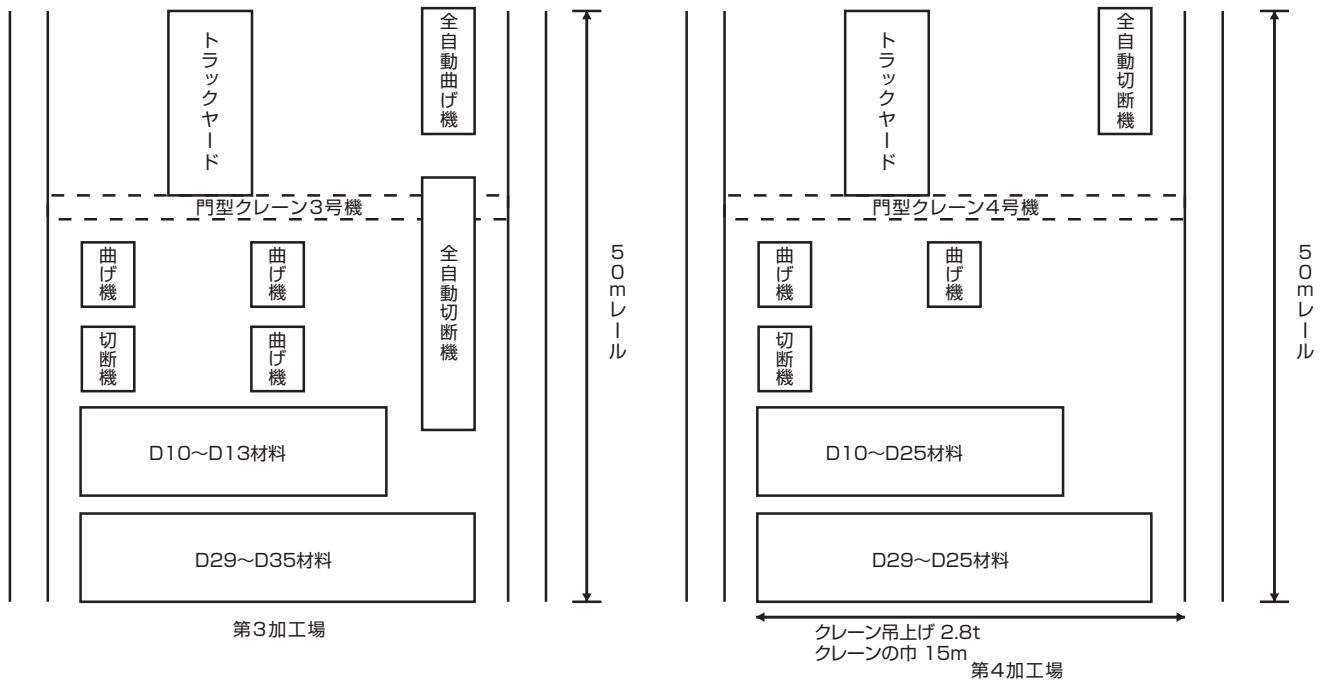 トラックヤード
全自動曲げ機
門型クレーン3号機
曲げ機
曲げ機
全自動切断機
切断機
曲げ機
D10～D13材料
D29～D35材料
50mレール
第3加工場
トラックヤード
全自動切断機
門型クレーン4号機
曲げ機
曲げ機
切断機
D10～D25材料
D29～D25材料
50mレール
クレーン吊上げ 2.8t
クレーンの巾 15m
第4加工場